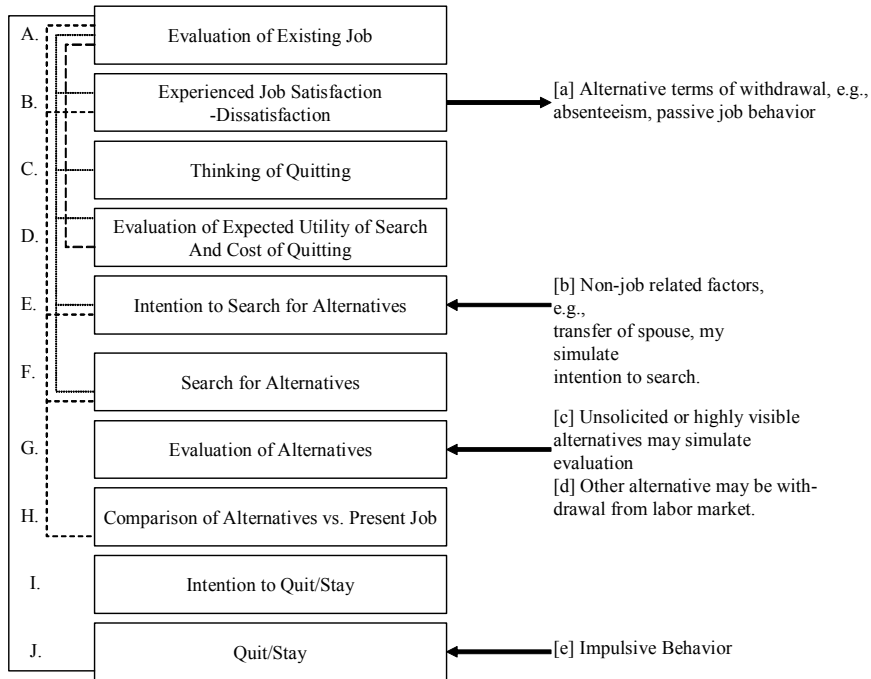 A.
Evaluation of Existing Job
B.
Experienced Job Satisfaction
-Dissatisfaction
[a] Alternative terms of withdrawal, e.g.,
absenteeism, passive job behavior
C.
Thinking of Quitting
D.
Evaluation of Expected Utility of Search
And Cost of Quitting
E.
Intention to Search for Alternatives
[b] Non-job related factors,
e.g.,
transfer of spouse, my
simulate
intention to search.
F.
Search for Alternatives
G.
Evaluation of Alternatives
[c] Unsolicited or highly visible
alternatives may simulate
evaluation
[d] Other alternative may be with-
drawal from labor market.
H.
Comparison of Alternatives vs. Present Job
I.
Intention to Quit/Stay
J.
Quit/Stay
[e] Impulsive Behavior